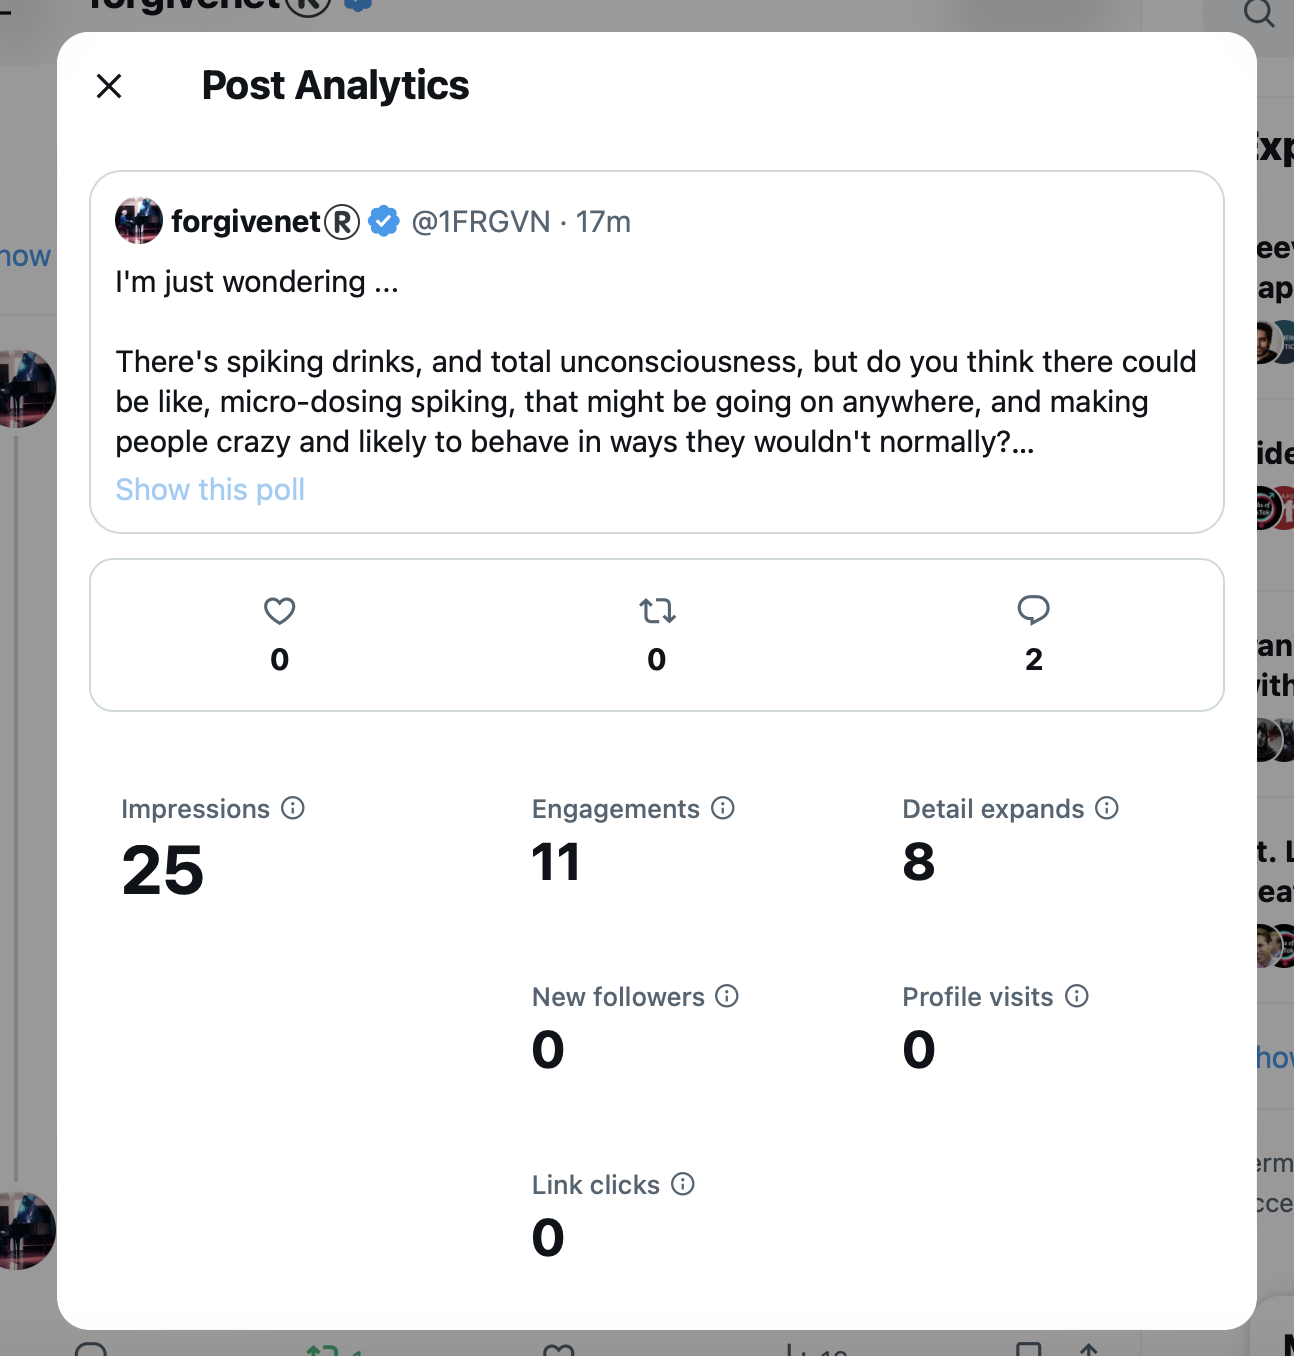 forgivenet®
Post Analytics
forgivenet® @1FRGVN · 17m
I'm just wondering ...
There's spiking drinks, and total unconsciousness, but do you think there could
be like, micro-dosing spiking, that might be going on anywhere, and making
people crazy and likely to behave in ways they wouldn't normally?...
Show this poll
0 0 2
Impressions Engagements Detail expands
25 11 8
New followers Profile visits
0 0
Link clicks
0